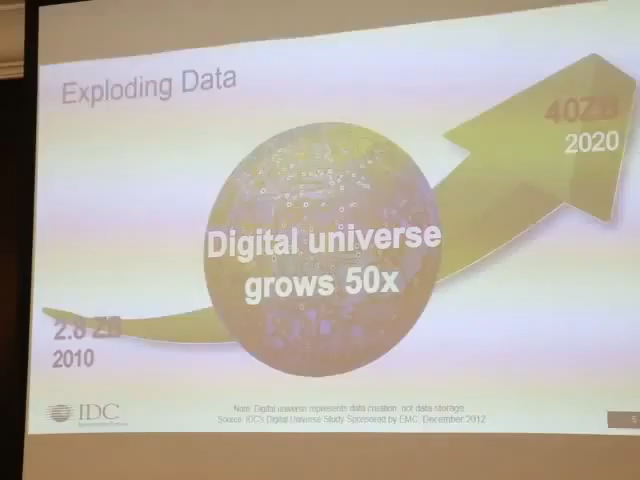 Exploding Data
40ZB
2020
Digital universe
grows 50x
2.8 ZB
2010
IDC
Note: Digital universe represents data creation, not data storage
Source: IDC's Digital Universe Study Sponsored by EMC, December 2012
5